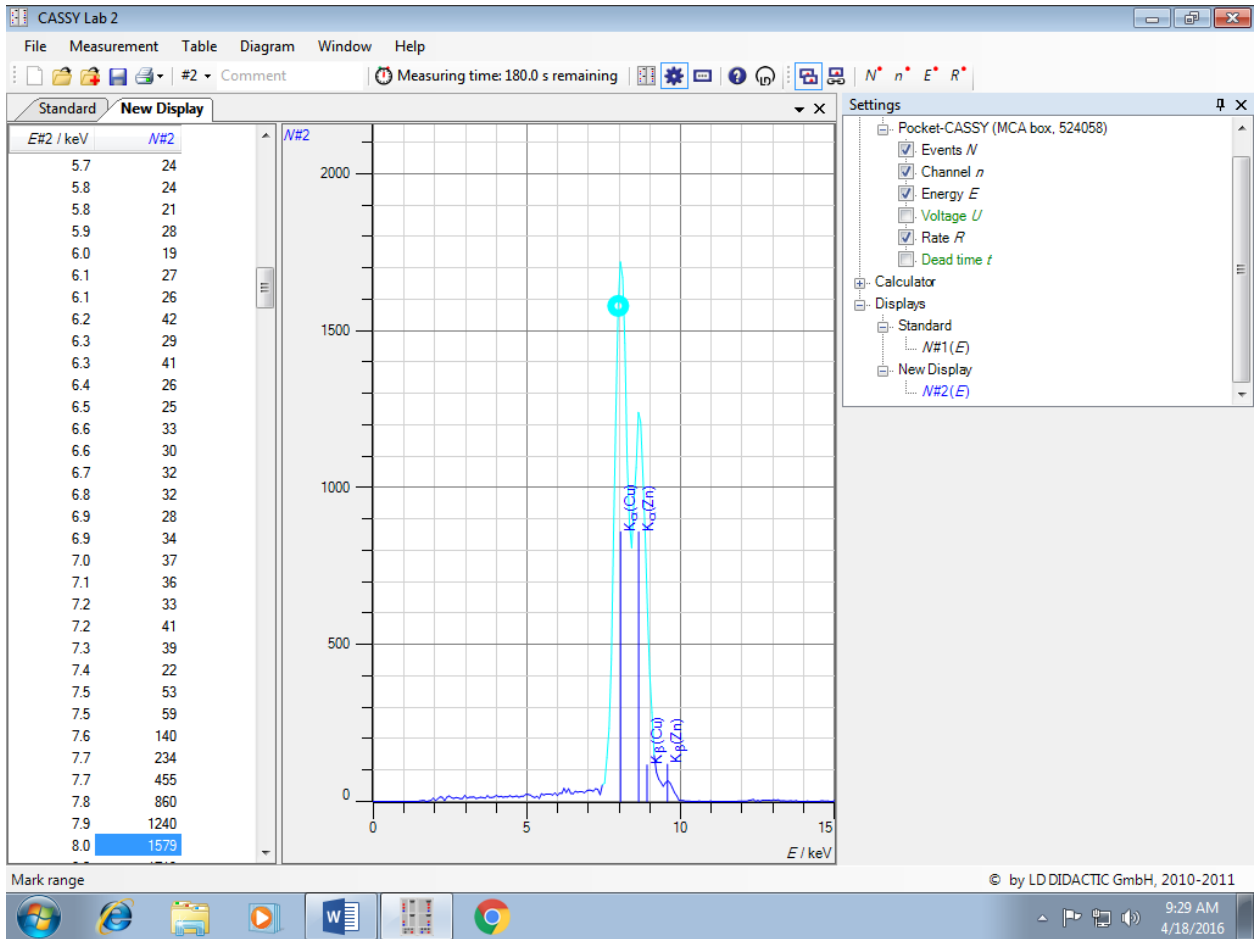 CASSY Lab 2
File Measurement Table Diagram Window Help
#2 Comment Measuring time: 180.0 s remaining N n E R
Standard New Display
E#2 / keV N#2
5.7 24
5.8 24
5.8 21
5.9 28
6.0 19
6.1 27
6.1 26
6.2 42
6.3 29
6.3 41
6.4 26
6.5 25
6.6 33
6.6 30
6.7 32
6.8 32
6.9 28
6.9 34
7.0 37
7.1 36
7.2 33
7.2 41
7.3 39
7.4 22
7.5 53
7.5 59
7.6 140
7.7 234
7.7 455
7.8 860
7.9 1240
8.0 1579
N#2
2000
1500
1000
500
0
Kα(Cu)
Kα(Zn)
Kβ(Cu)
Kβ(Zn)
0 5 10 15
E / keV
Settings
Pocket-CASSY (MCA box, 524058)
Events N
Channel n
Energy E
Voltage U
Rate R
Dead time t
Calculator
Displays
Standard
N#1(E)
New Display
N#2(E)
Mark range
© by LD DIDACTIC GmbH, 2010-2011
9:29 AM
4/18/2016